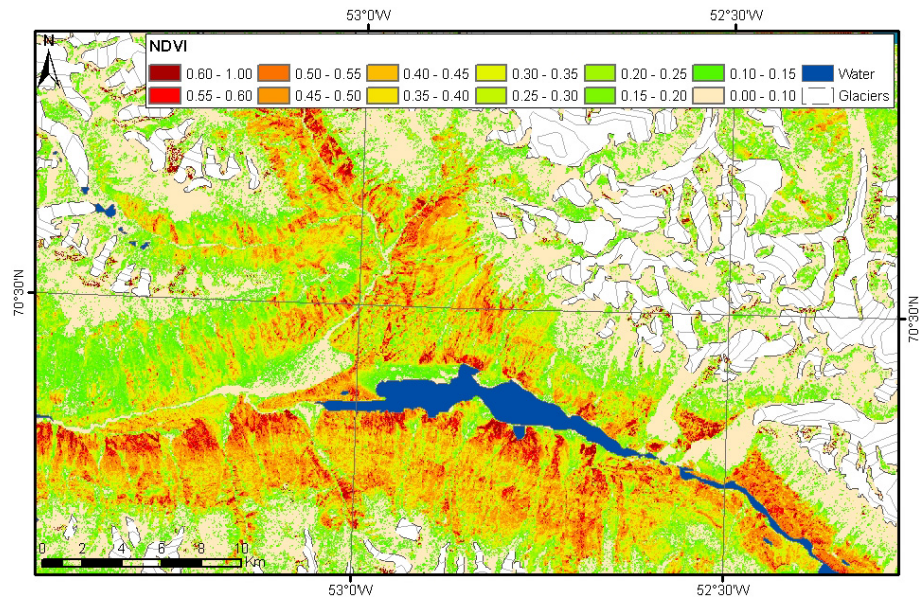 53°0'W 52°30'W
N
NDVI
0.60 - 1.00 0.50 - 0.55 0.40 - 0.45 0.30 - 0.35 0.20 - 0.25 0.10 - 0.15 Water
0.55 - 0.60 0.45 - 0.50 0.35 - 0.40 0.25 - 0.30 0.15 - 0.20 0.00 - 0.10 Glaciers
70°30'N 70°30'N
0 2 4 6 8 10
Km
53°0'W 52°30'W